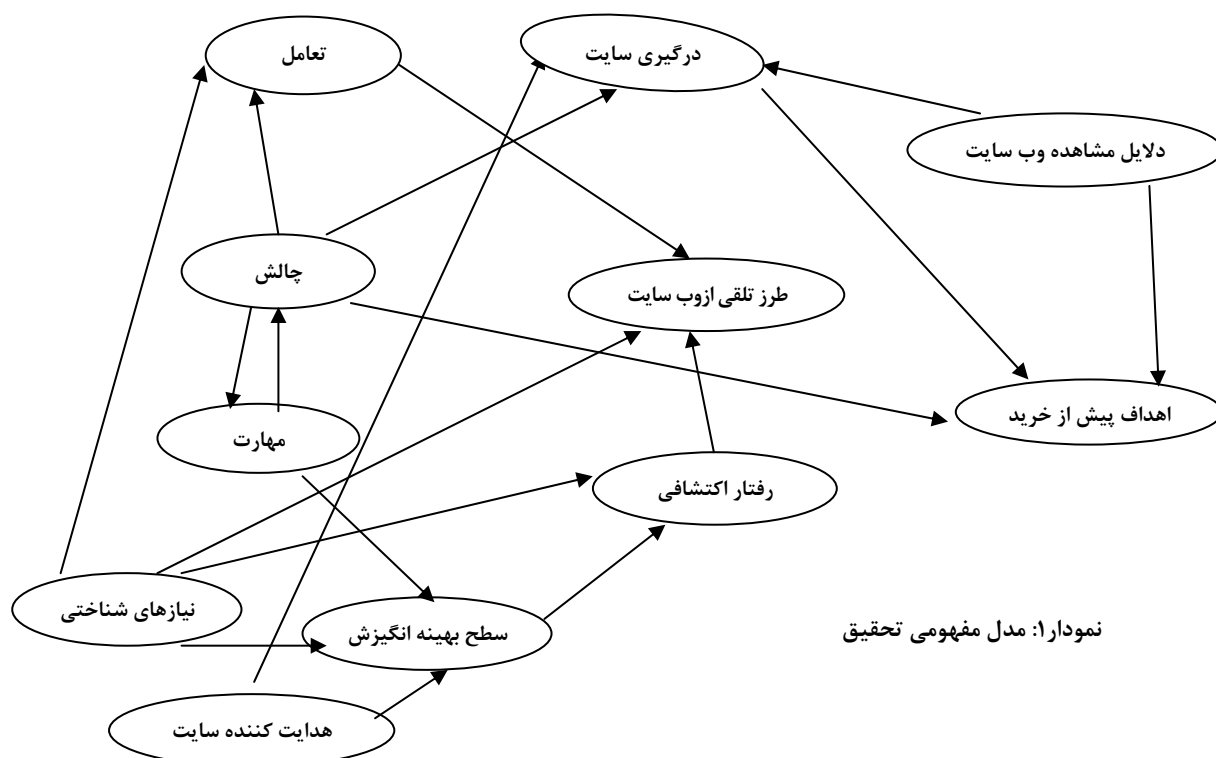 تعامل
درگیری سایت
دلایل مشاهده وب سایت
چالش
طرز تلقی ازوب سایت
اهداف پیش از خرید
مهارت
رفتار اکتشافی
نیازهای شناختی
سطح بهینه انگیزش
نمودار۱: مدل مفهومی تحقیق
هدایت کننده سایت